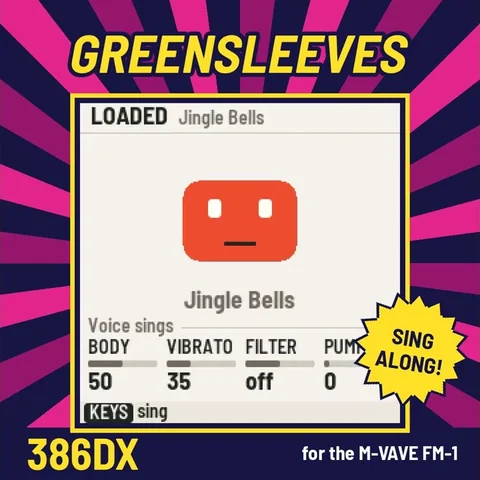 GREENSLEEVES
LOADED Jingle Bells
Jingle Bells
Voice sings
BODY VIBRATO FILTER
50 35 off 0
KEYS sing
SING
ALONG!
386DX
for the M-VAVE FM-1